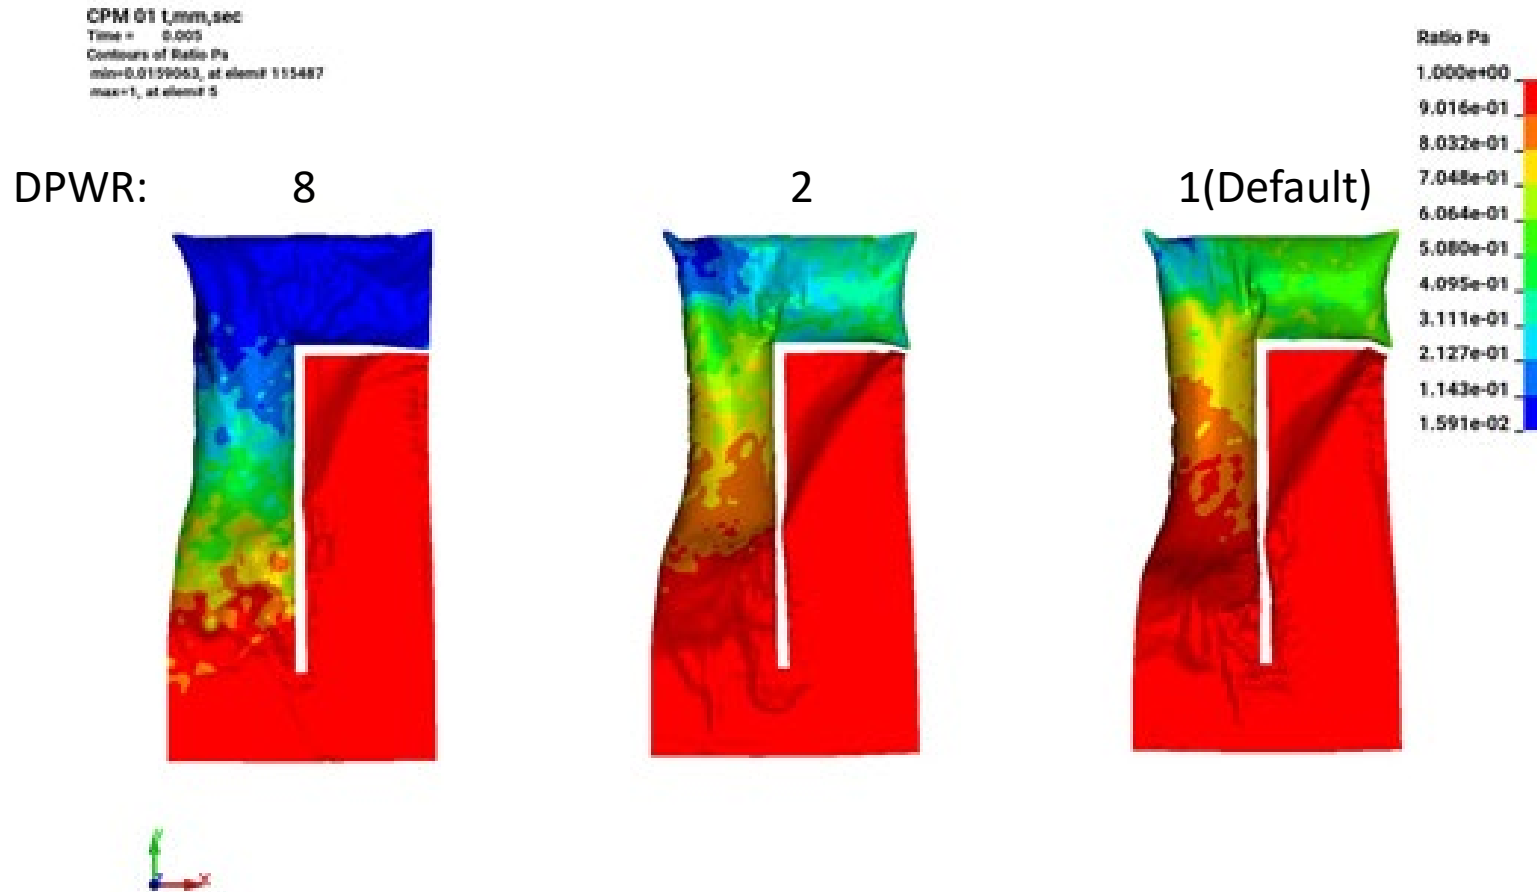 CPM 01 t,mm,sec
Time =     0.005
Contours of Ratio Pa
min=0.0159063, at elem# 115487
max=1, at elem# 5
Ratio Pa
1.000e+00
9.016e-01
8.032e-01
7.048e-01
6.064e-01
5.080e-01
4.095e-01
3.111e-01
2.127e-01
1.143e-01
1.591e-02
DPWR: 8 2 1(Default)
Y
Z X